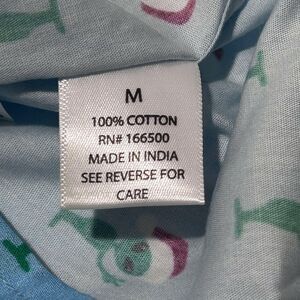 M
100% COTTON
RN# 166500
MADE IN INDIA
SEE REVERSE FOR
CARE